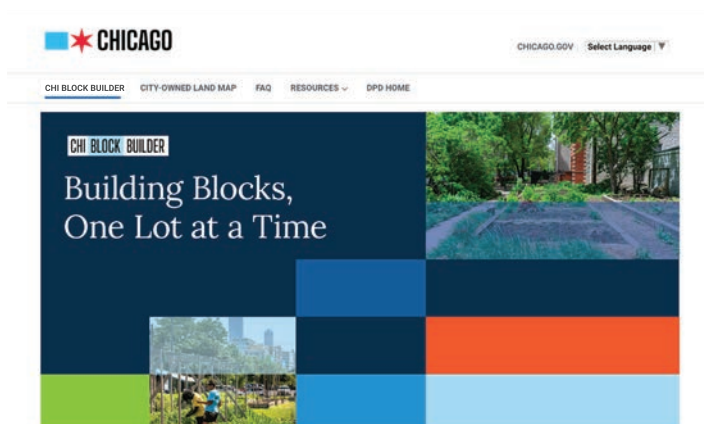 CHICAGO
CHICAGO.GOV Select Language ▼
CHI BLOCK BUILDER CITY-OWNED LAND MAP FAQ RESOURCES DPD HOME
CHI BLOCK BUILDER
Building Blocks,
One Lot at a Time